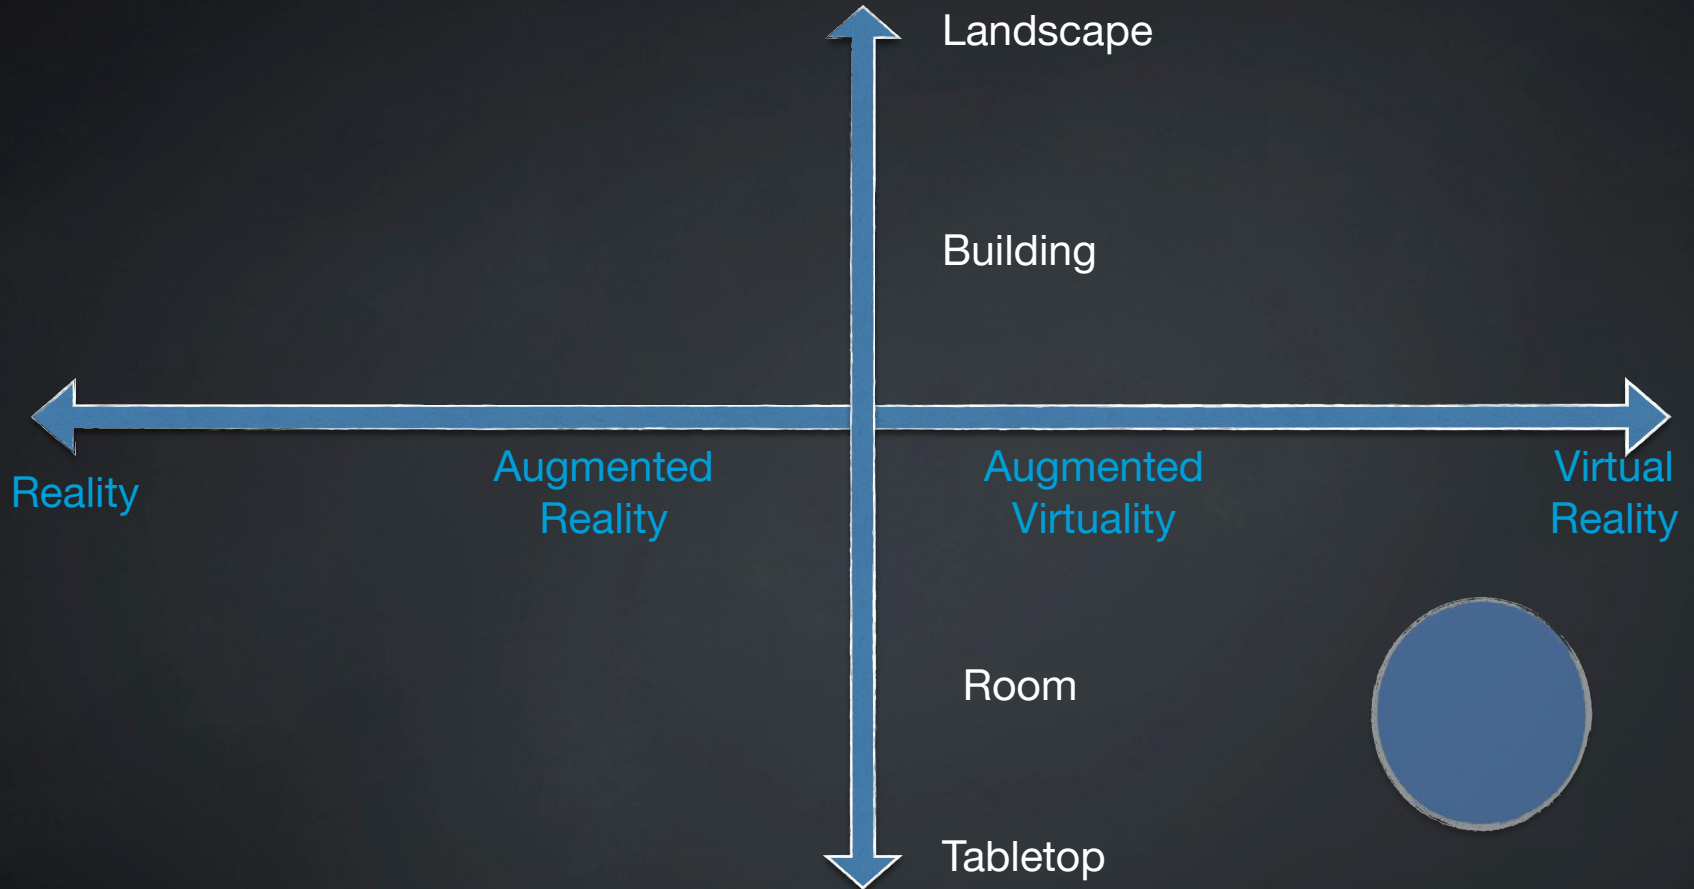 Landscape
Building
Reality
Augmented
Reality
Augmented
Virtuality
Virtual
Reality
Room
Tabletop